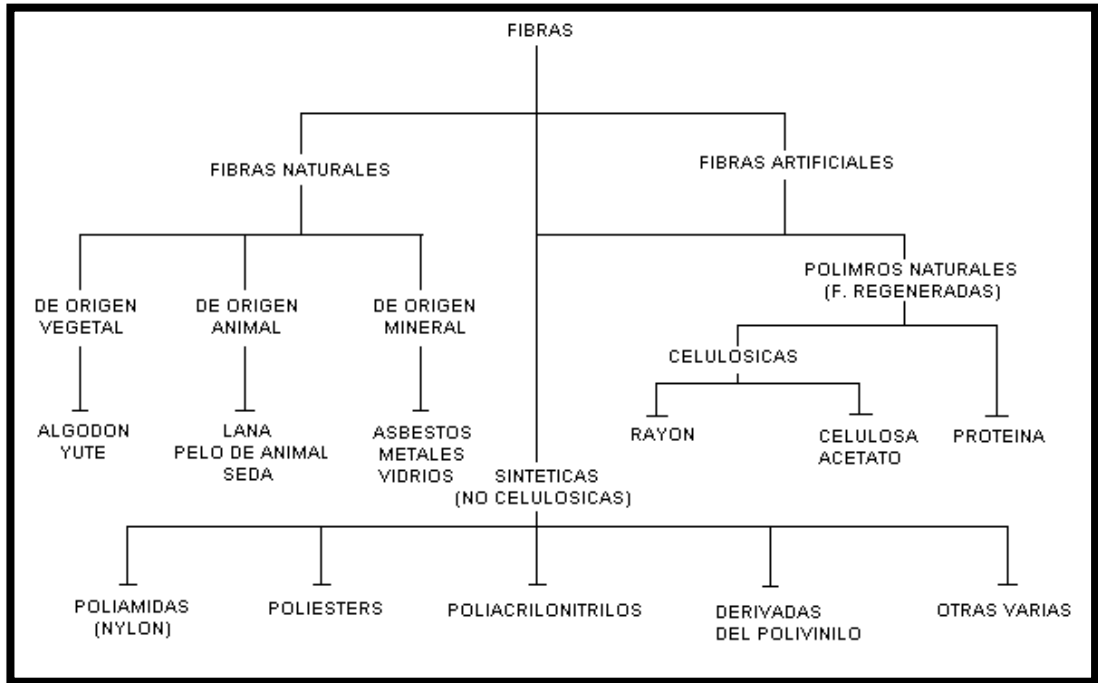 FIBRAS
FIBRAS NATURALES
FIBRAS ARTIFICIALES
DE ORIGEN
VEGETAL
DE ORIGEN
ANIMAL
DE ORIGEN
MINERAL
POLIMROS NATURALES
(F. REGENERADAS)
CELULOSICAS
ALGODON
YUTE
LANA
PELO DE ANIMAL
SEDA
ASBESTOS
METALES
VIDRIOS
RAYON
CELULOSA
ACETATO
PROTEINA
SINTETICAS
(NO CELULOSICAS)
POLIAMIDAS
(NYLON)
POLIESTERS
POLIACRILONITRILOS
DERIVADAS
DEL POLIVINILO
OTRAS VARIAS